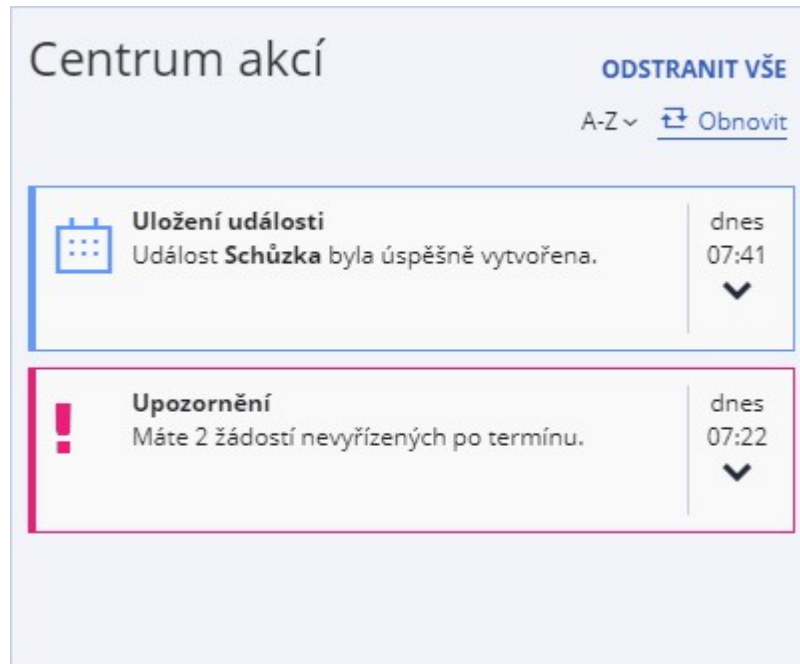 Centrum akcí
ODSTRANIT VŠE
A-Z
Obnovit
Uložení události
Událost Schůzka byla úspěšně vytvořena.
dnes
07:41
Upozornění
Máte 2 žádostí nevyřízených po termínu.
dnes
07:22